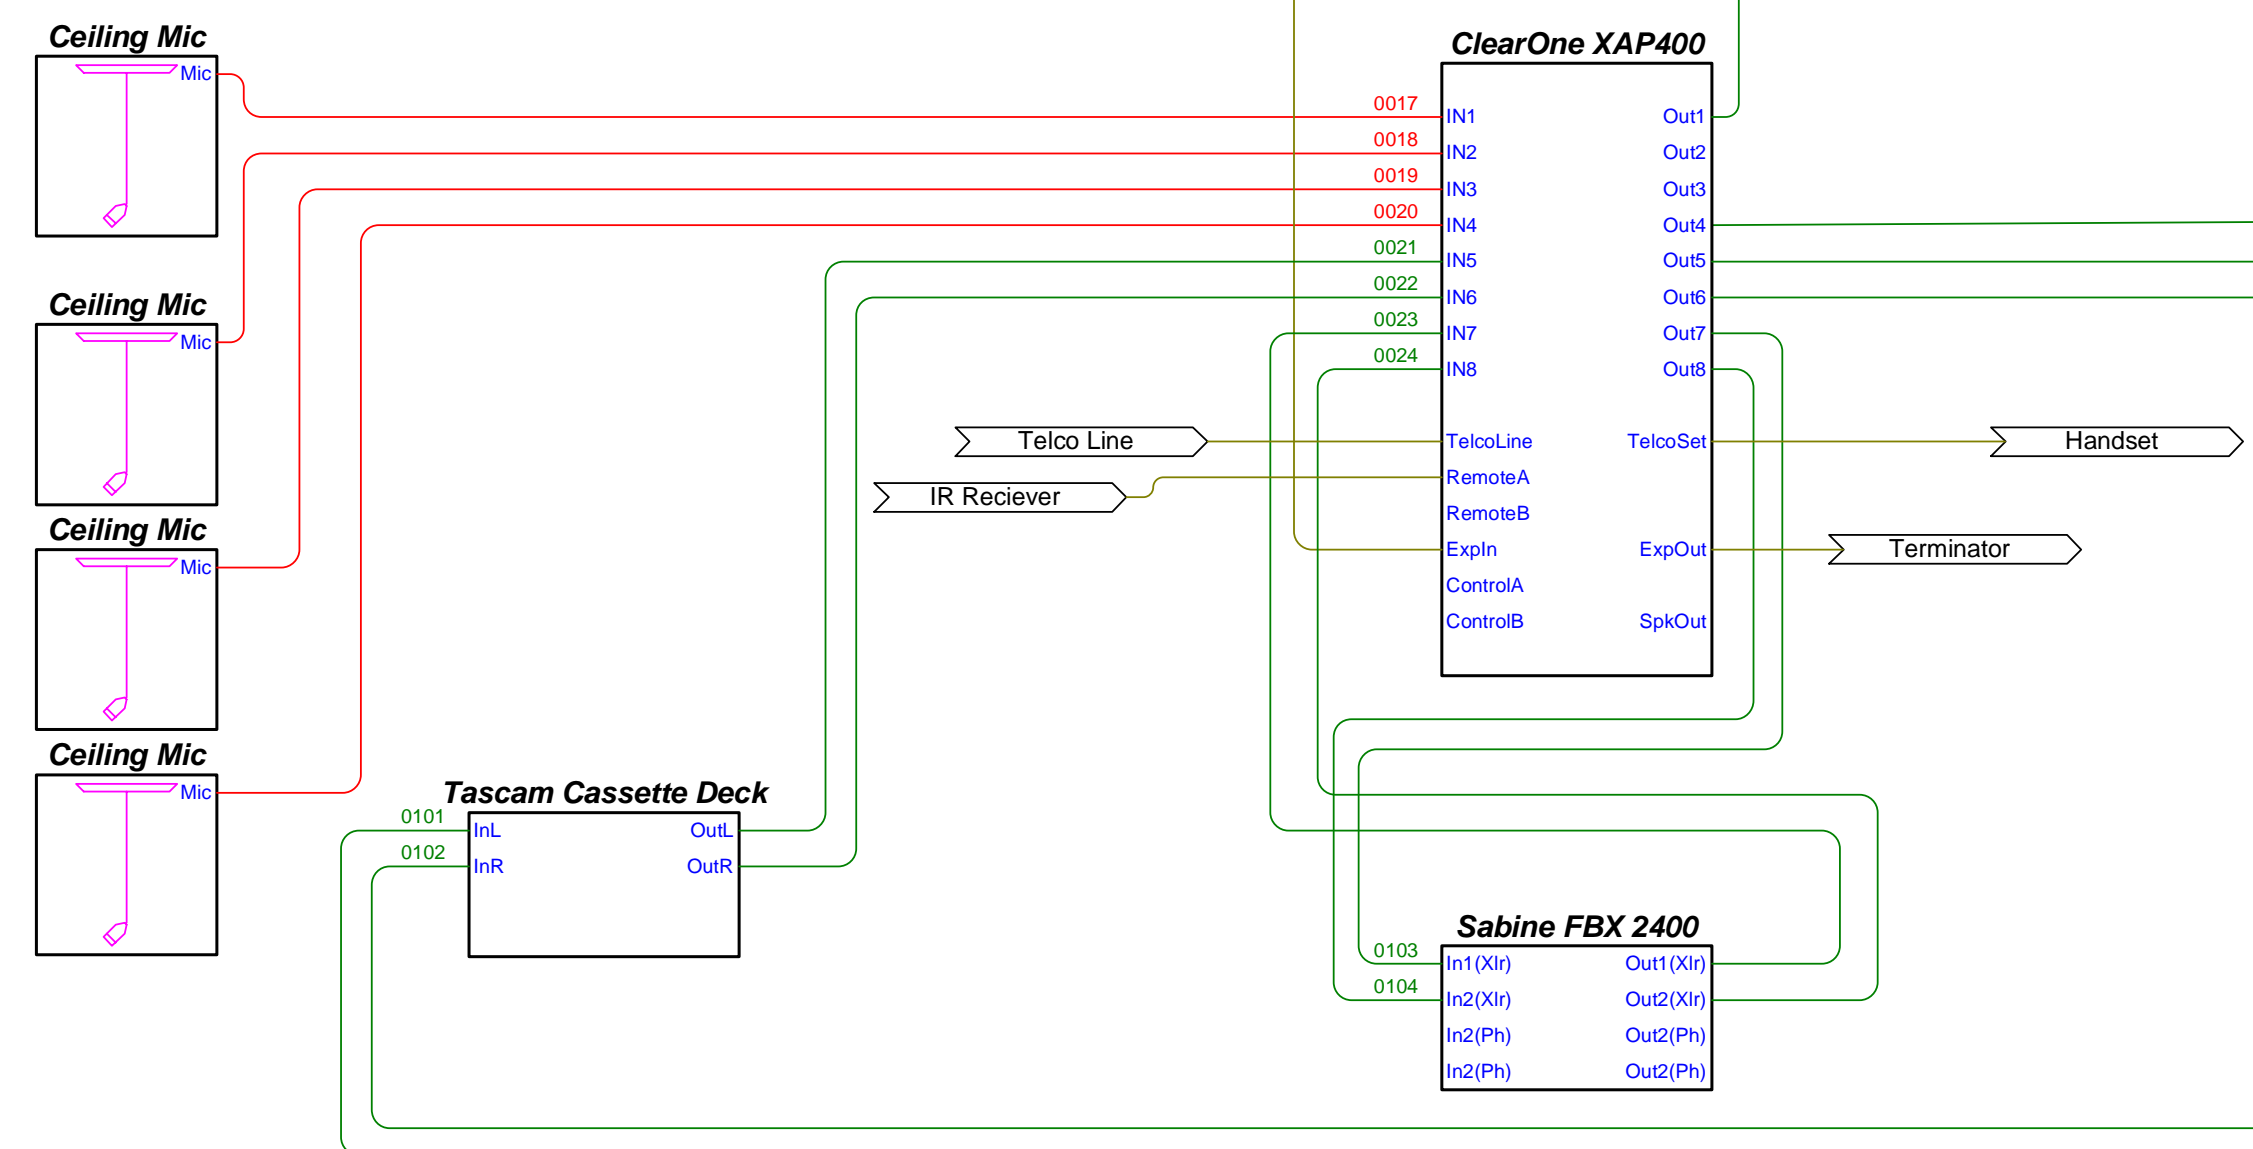 Ceiling Mic
Mic
Ceiling Mic
Mic
Ceiling Mic
Mic
Ceiling Mic
Mic
Tascam Cassette Deck
0101
InL
OutL
0102
InR
OutR
ClearOne XAP400
0017
IN1
Out1
0018
IN2
Out2
0019
IN3
Out3
0020
IN4
Out4
0021
IN5
Out5
0022
IN6
Out6
0023
IN7
Out7
0024
IN8
Out8
Telco Line
TelcoLine
TelcoSet
Handset
IR Reciever
RemoteA
RemoteB
ExpIn
ExpOut
Terminator
ControlA
ControlB
SpkOut
Sabine FBX 2400
0103
In1(Xlr)
Out1(Xlr)
0104
In2(Xlr)
Out2(Xlr)
In2(Ph)
Out2(Ph)
In2(Ph)
Out2(Ph)